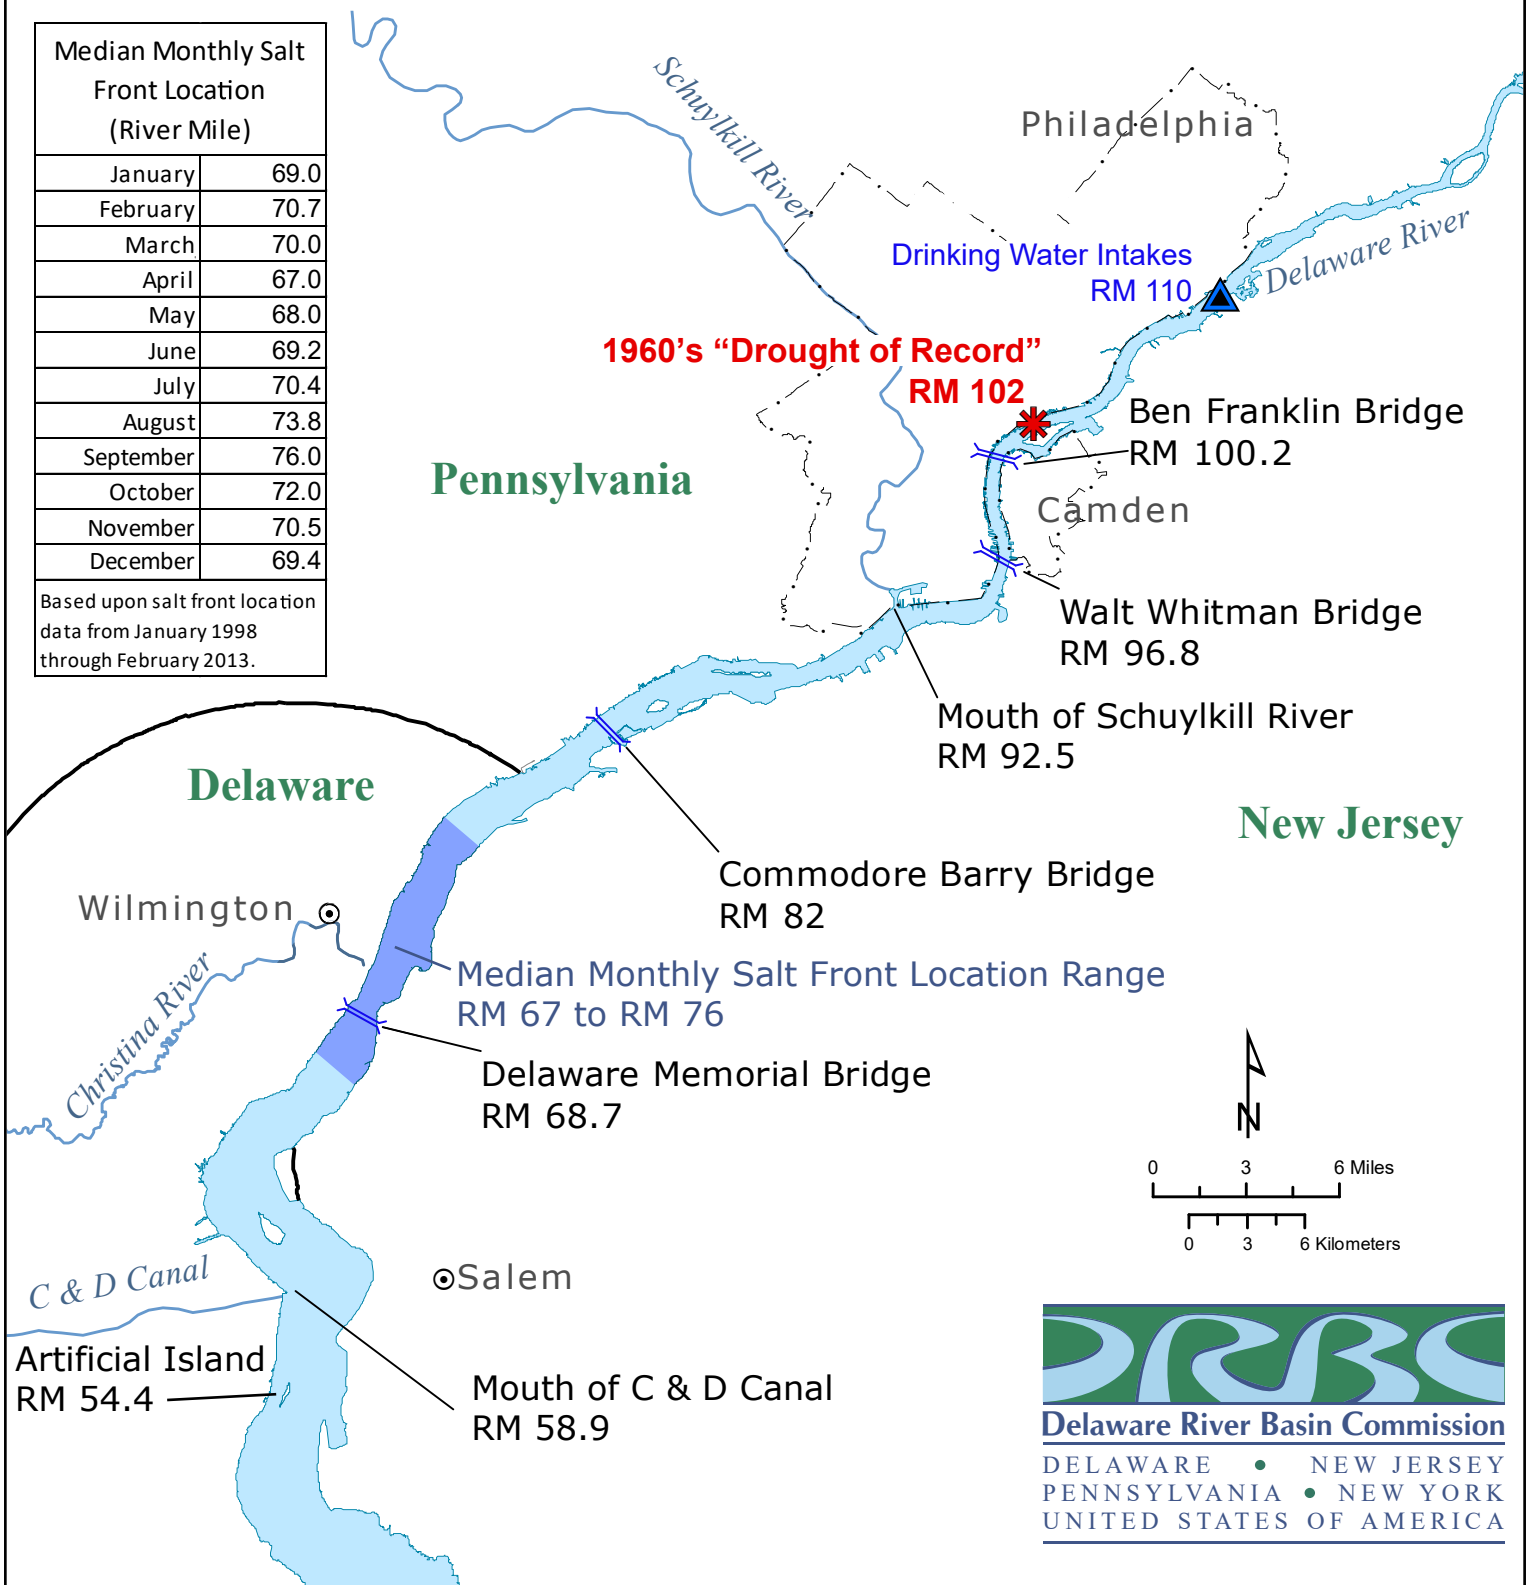 Median Monthly Salt
Front Location
(River Mile)
January 69.0
February 70.7
March 70.0
April 67.0
May 68.0
June 69.2
July 70.4
August 73.8
September 76.0
October 72.0
November 70.5
December 69.4
Based upon salt front location
data from January 1998
through February 2013.
Schuylkill River
Philadelphia
Delaware River
Drinking Water Intakes
RM 110
1960's “Drought of Record”
RM 102
Ben Franklin Bridge
RM 100.2
Pennsylvania
Camden
Walt Whitman Bridge
RM 96.8
Mouth of Schuylkill River
RM 92.5
Delaware
New Jersey
Commodore Barry Bridge
RM 82
Wilmington
Median Monthly Salt Front Location Range
RM 67 to RM 76
Christina River
Delaware Memorial Bridge
RM 68.7
N
0 3 6 Miles
0 3 6 Kilometers
C & D Canal
Salem
Artificial Island
RM 54.4
Mouth of C & D Canal
RM 58.9
DRBC
Delaware River Basin Commission
DELAWARE • NEW JERSEY
PENNSYLVANIA • NEW YORK
UNITED STATES OF AMERICA